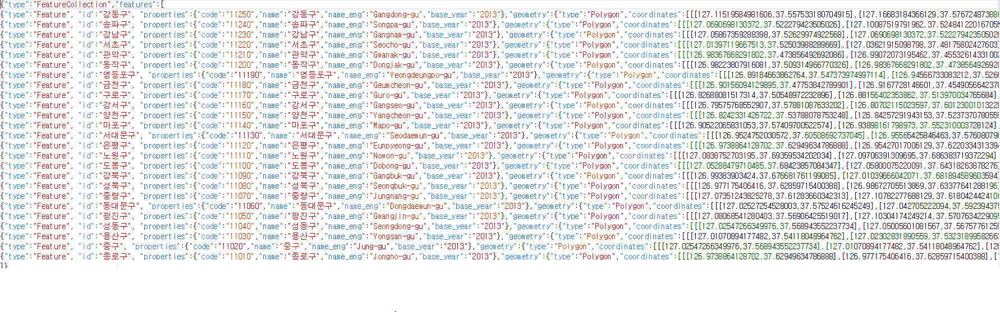 {"type":"FeatureCollection","features":[
{"type":"Feature", "id":"강동구", "properties":{"code":"11250","name":"강동구","name_eng":"Gangdong-gu","base_year":"2013"},"geometry":{"type":"Polygon","coordinates":[[[127.11519584981606,37.557533180704915],[127.16683184366129,37.57672487388
{"type":"Feature", "id":"송파구", "properties":{"code":"11240","name":"송파구","name_eng":"Songpa-gu","base_year":"2013"},"geometry":{"type":"Polygon","coordinates":[[[127.0690698130372,37.522279423505026],[127.10087519791962,37.524841220167055
{"type":"Feature", "id":"강남구", "properties":{"code":"11230","name":"강남구","name_eng":"Gangnam-gu","base_year":"2013"},"geometry":{"type":"Polygon","coordinates":[[[127.05867359288398,37.52629974922568],[127.0690698130372,37.522279423505026
{"type":"Feature", "id":"서초구", "properties":{"code":"11220","name":"서초구","name_eng":"Seocho-gu","base_year":"2013"},"geometry":{"type":"Polygon","coordinates":[[[127.01397119667513,37.52503988289669],[127.03621915098798,37.48175802427603
{"type":"Feature", "id":"관악구", "properties":{"code":"11210","name":"관악구","name_eng":"Gwanak-gu","base_year":"2013"},"geometry":{"type":"Polygon","coordinates":[[[126.98367668291802,37.473856492692086],[126.99072073195462,37.45532614331002
{"type":"Feature", "id":"동작구", "properties":{"code":"11200","name":"동작구","name_eng":"Dongjak-gu","base_year":"2013"},"geometry":{"type":"Polygon","coordinates":[[[126.98223807916081,37.509314966770326],[126.98367668291802,37.4738564926920
{"type":"Feature", "id":"영등포구", "properties":{"code":"11190","name":"영등포구","name_eng":"Yeongdeungpo-gu","base_year":"2013"},"geometry":{"type":"Polygon","coordinates":[[[126.89184663862764,37.547373974997114],[126.94566733083212,37.5266
{"type":"Feature", "id":"금천구", "properties":{"code":"11180","name":"금천구","name_eng":"Geumcheon-gu","base_year":"2013"},"geometry":{"type":"Polygon","coordinates":[[[126.90156094129895,37.47753842789901],[126.9167728146601,37.4549056642378
{"type":"Feature", "id":"구로구", "properties":{"code":"11170","name":"구로구","name_eng":"Guro-gu","base_year":"2013"},"geometry":{"type":"Polygon","coordinates":[[[126.82688081517314,37.50548972232896],[126.88156402353862,37.513970034765684]
{"type":"Feature", "id":"강서구", "properties":{"code":"11160","name":"강서구","name_eng":"Gangseo-gu","base_year":"2013"},"geometry":{"type":"Polygon","coordinates":[[[126.79575768552907,37.57881087633202],[126.80702115023597,37.60123001013228
{"type":"Feature", "id":"양천구", "properties":{"code":"11150","name":"양천구","name_eng":"Yangcheon-gu","base_year":"2013"},"geometry":{"type":"Polygon","coordinates":[[[126.8242331426722,37.53788078753248],[126.84257291943153,37.5237370780559
{"type":"Feature", "id":"마포구", "properties":{"code":"11140","name":"마포구","name_eng":"Mapo-gu","base_year":"2013"},"geometry":{"type":"Polygon","coordinates":[[[126.90522065831053,37.57409700522574],[126.93898161798973,37.552310003728124]
{"type":"Feature", "id":"서대문구", "properties":{"code":"11130","name":"서대문구","name_eng":"Seodaemun-gu","base_year":"2013"},"geometry":{"type":"Polygon","coordinates":[[[126.9524752030572,37.60508692737045],[126.95565425846463,37.576080790
{"type":"Feature", "id":"은평구", "properties":{"code":"11120","name":"은평구","name_eng":"Eunpyeong-gu","base_year":"2013"},"geometry":{"type":"Polygon","coordinates":[[[126.9738864128702,37.62949634786888],[126.95427017006129,37.6220334313394
{"type":"Feature", "id":"노원구", "properties":{"code":"11110","name":"노원구","name_eng":"Nowon-gu","base_year":"2013"},"geometry":{"type":"Polygon","coordinates":[[[127.0838752703195,37.69359534202034],[127.09706391309695,37.686383719372294]
{"type":"Feature", "id":"도봉구", "properties":{"code":"11100","name":"도봉구","name_eng":"Dobong-gu","base_year":"2013"},"geometry":{"type":"Polygon","coordinates":[[[127.05288479710485,37.68423857084347],[127.05800075220091,37.64318263878276
{"type":"Feature", "id":"강북구", "properties":{"code":"11090","name":"강북구","name_eng":"Gangbuk-gu","base_year":"2013"},"geometry":{"type":"Polygon","coordinates":[[[126.99383903424,37.676681761199085],[127.01039666042071,37.681894589603594]
{"type":"Feature", "id":"성북구", "properties":{"code":"11080","name":"성북구","name_eng":"Seongbuk-gu","base_year":"2013"},"geometry":{"type":"Polygon","coordinates":[[[126.977175406416,37.62859715400388],[126.98672705513869,37.63377641288196
{"type":"Feature", "id":"중랑구", "properties":{"code":"11070","name":"중랑구","name_eng":"Jungnang-gu","base_year":"2013"},"geometry":{"type":"Polygon","coordinates":[[[127.07351243825278,37.61283660342313],[127.10782277688129,37.618042442410
{"type":"Feature", "id":"동대문구", "properties":{"code":"11060","name":"동대문구","name_eng":"Dongdaemun-gu","base_year":"2013"},"geometry":{"type":"Polygon","coordinates":[[[127.02527254528003,37.57524616245249],[127.042705222094,37.59239437
{"type":"Feature", "id":"광진구", "properties":{"code":"11050","name":"광진구","name_eng":"Gwangjin-gu","base_year":"2013"},"geometry":{"type":"Polygon","coordinates":[[[127.08068541280403,37.56906425519017],[127.10304174249214,37.5707634229095
{"type":"Feature", "id":"성동구", "properties":{"code":"11040","name":"성동구","name_eng":"Seongdong-gu","base_year":"2013"},"geometry":{"type":"Polygon","coordinates":[[[127.02547266349976,37.568943552237734],[127.05005601081567,37.56757761259
{"type":"Feature", "id":"용산구", "properties":{"code":"11030","name":"용산구","name_eng":"Yongsan-gu","base_year":"2013"},"geometry":{"type":"Polygon","coordinates":[[[127.01070894177482,37.54118048964762],[127.02302831890559,37.53231899582663
{"type":"Feature", "id":"중구", "properties":{"code":"11020","name":"중구","name_eng":"Jung-gu","base_year":"2013"},"geometry":{"type":"Polygon","coordinates":[[[127.02547266349976,37.568943552237734],[127.01070894177482,37.54118048964762],[12
{"type":"Feature", "id":"종로구", "properties":{"code":"11010","name":"종로구","name_eng":"Jongno-gu","base_year":"2013"},"geometry":{"type":"Polygon","coordinates":[[[126.9738864128702,37.62949634786888],[126.977175406416,37.62859715400388],[1
]}